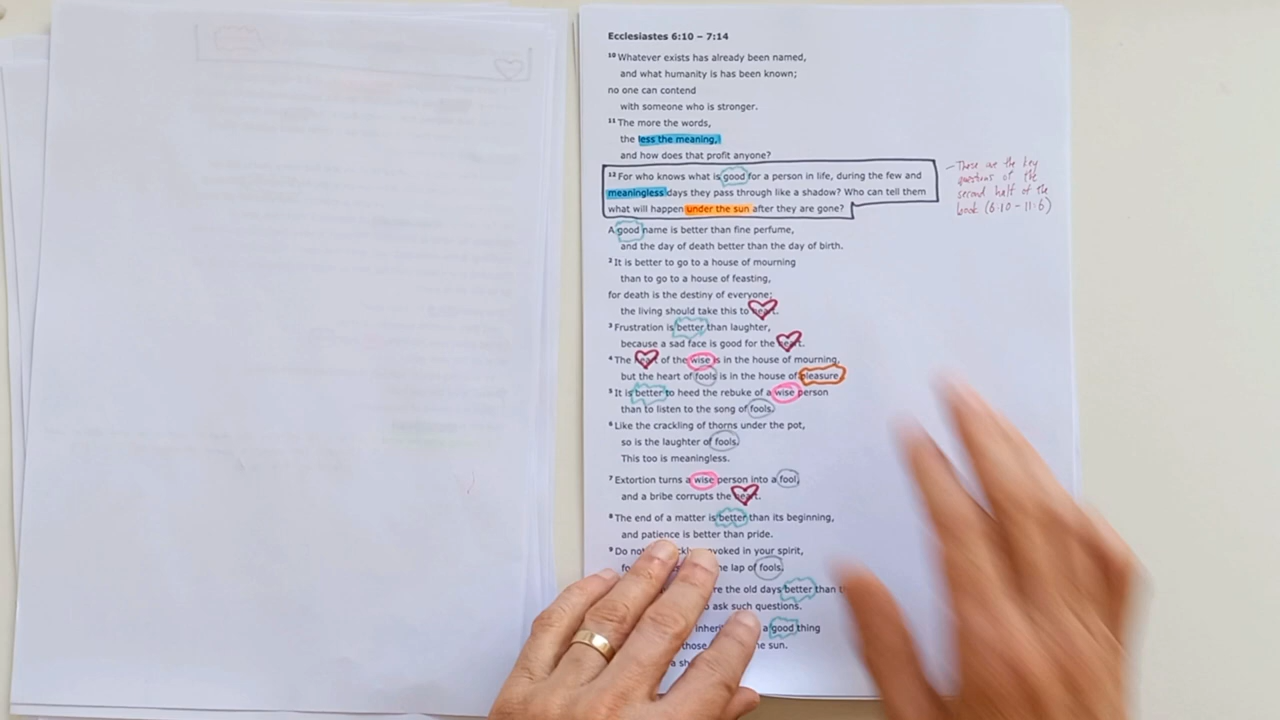 Ecclesiastes 6:10 – 7:14
10 Whatever exists has already been named,
and what humanity is has been known;
no one can contend
with someone who is stronger.
11 The more the words,
the less the meaning,
and how does that profit anyone?
12 For who knows what is good for a person in life, during the few and
meaningless days they pass through like a shadow? Who can tell them
what will happen under the sun after they are gone?
- These are the key
questions of the
second half of the
book (6:10 - 11:6)
A good name is better than fine perfume,
and the day of death better than the day of birth.
2 It is better to go to a house of mourning
than to go to a house of feasting,
for death is the destiny of everyone;
the living should take this to heart.
3 Frustration is better than laughter,
because a sad face is good for the heart.
4 The heart of the wise is in the house of mourning,
but the heart of fools is in the house of pleasure.
5 It is better to heed the rebuke of a wise person
than to listen to the song of fools.
6 Like the crackling of thorns under the pot,
so is the laughter of fools.
This too is meaningless.
7 Extortion turns a wise person into a fool,
and a bribe corrupts the heart.
8 The end of a matter is better than its beginning,
and patience is better than pride.
9 Do not voked in your spirit,
lap of fools.
re the old days better than
ask such questions.
a good thing
those sun.